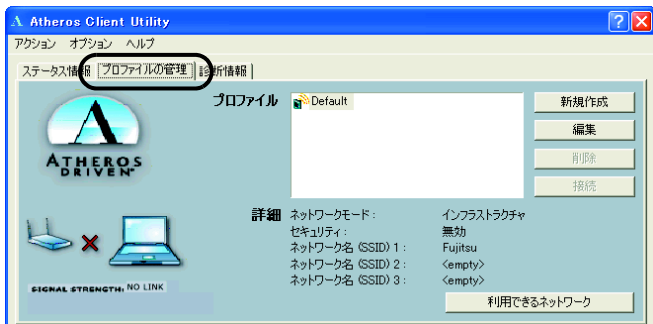 Atheros Client Utility
アクション オプション ヘルプ
ステータス情報 プロファイルの管理 診断情報
プロファイル
Default
新規作成
編集
削除
接続
ATHEROS
DRIVEN
詳細
ネットワークモード: インフラストラクチャ
セキュリティ: 無効
ネットワーク名 (SSID) 1: Fujitsu
ネットワーク名 (SSID) 2: <empty>
ネットワーク名 (SSID) 3: <empty>
SIGNAL STRENGTH: NO LINK
利用できるネットワーク